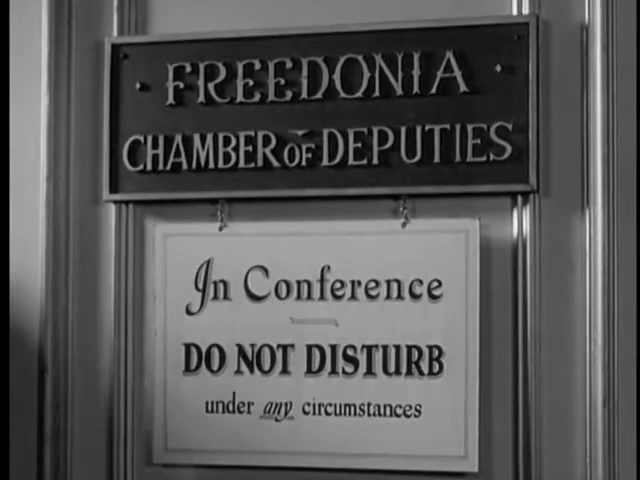 · FREEDONIA ·
CHAMBER OF DEPUTIES
In Conference
DO NOT DISTURB
under any circumstances